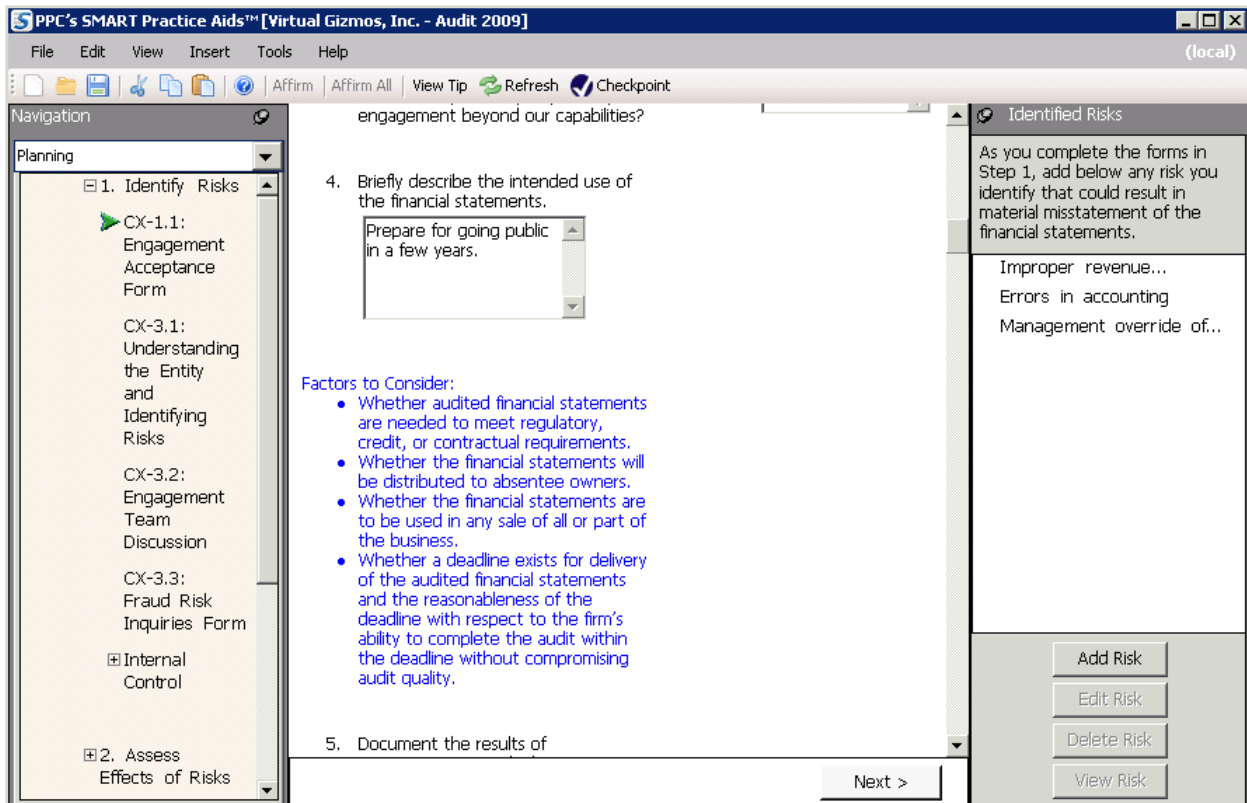 PPC's SMART Practice Aids™ [Virtual Gizmos, Inc. - Audit 2009]
File Edit View Insert Tools Help (local)
Affirm Affirm All View Tip Refresh Checkpoint
Navigation
Planning
1. Identify Risks
CX-1.1:
Engagement
Acceptance
Form
CX-3.1:
Understanding
the Entity
and
Identifying
Risks
CX-3.2:
Engagement
Team
Discussion
CX-3.3:
Fraud Risk
Inquiries Form
Internal
Control
2. Assess
Effects of Risks
engagement beyond our capabilities?
4. Briefly describe the intended use of
the financial statements.
Prepare for going public
in a few years.
Factors to Consider:
• Whether audited financial statements
are needed to meet regulatory,
credit, or contractual requirements.
• Whether the financial statements will
be distributed to absentee owners.
• Whether the financial statements are
to be used in any sale of all or part of
the business.
• Whether a deadline exists for delivery
of the audited financial statements
and the reasonableness of the
deadline with respect to the firm's
ability to complete the audit within
the deadline without compromising
audit quality.
5. Document the results of
Next >
Identified Risks
As you complete the forms in
Step 1, add below any risk you
identify that could result in
material misstatement of the
financial statements.
Improper revenue...
Errors in accounting
Management override of...
Add Risk
Edit Risk
Delete Risk
View Risk